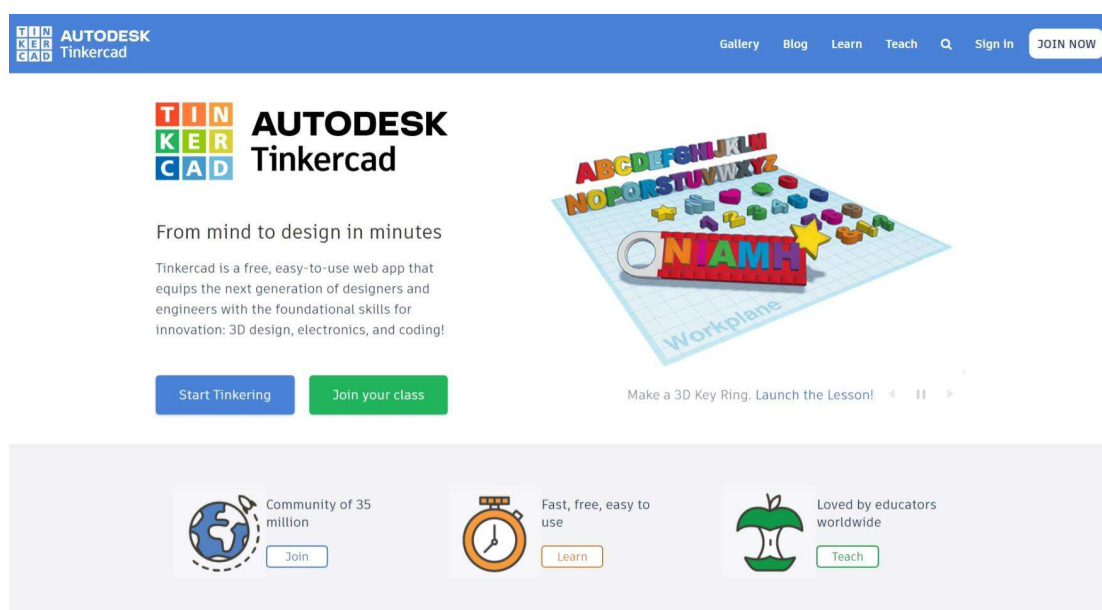 TIN
KER
CAD
AUTODESK
Tinkercad
Gallery Blog Learn Teach Sign in JOIN NOW
TIN
KER
CAD
AUTODESK
Tinkercad
From mind to design in minutes
Tinkercad is a free, easy-to-use web app that
equips the next generation of designers and
engineers with the foundational skills for
innovation: 3D design, electronics, and coding!
Start Tinkering Join your class
ABCDEFGHIJKLM
NOPQRSTUVWXYZ
NIAMH
Workplane
Make a 3D Key Ring. Launch the Lesson!
Community of 35
million
Join
Fast, free, easy to
use
Learn
Loved by educators
worldwide
Teach